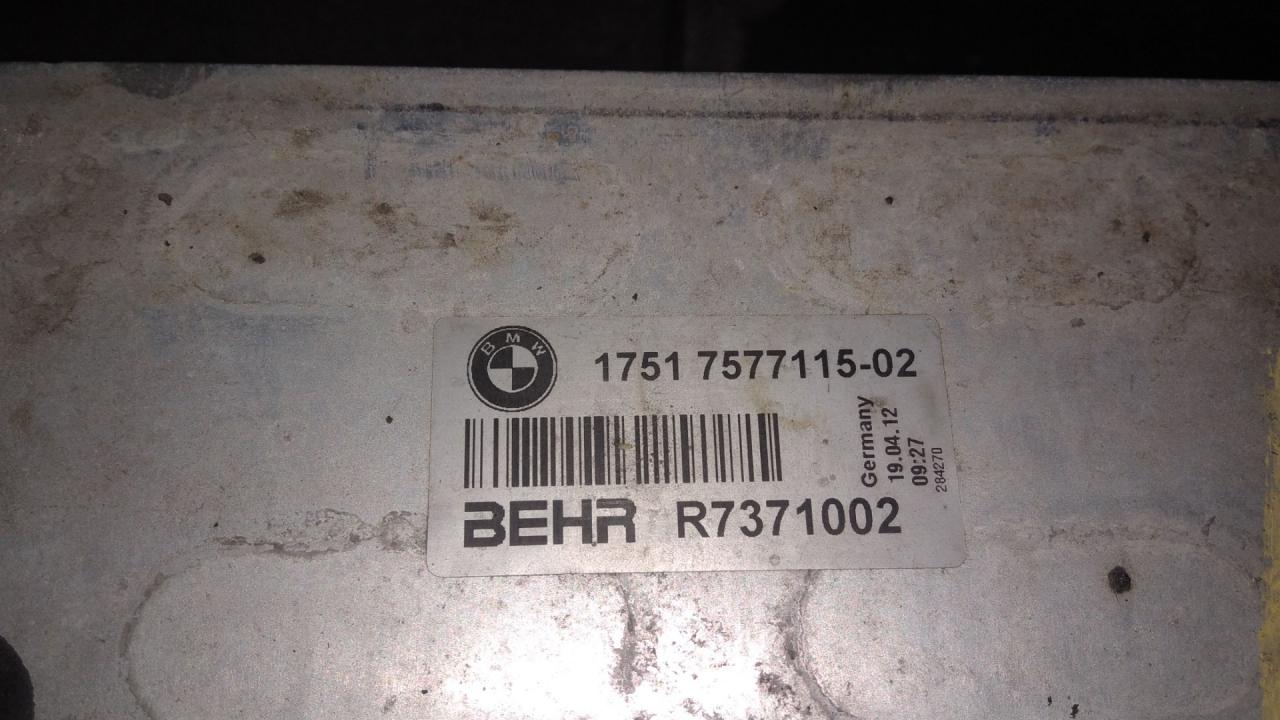 BMW
1751 7577115-02
Germany
19.04.12
09:27
284270
BEHR R7371002